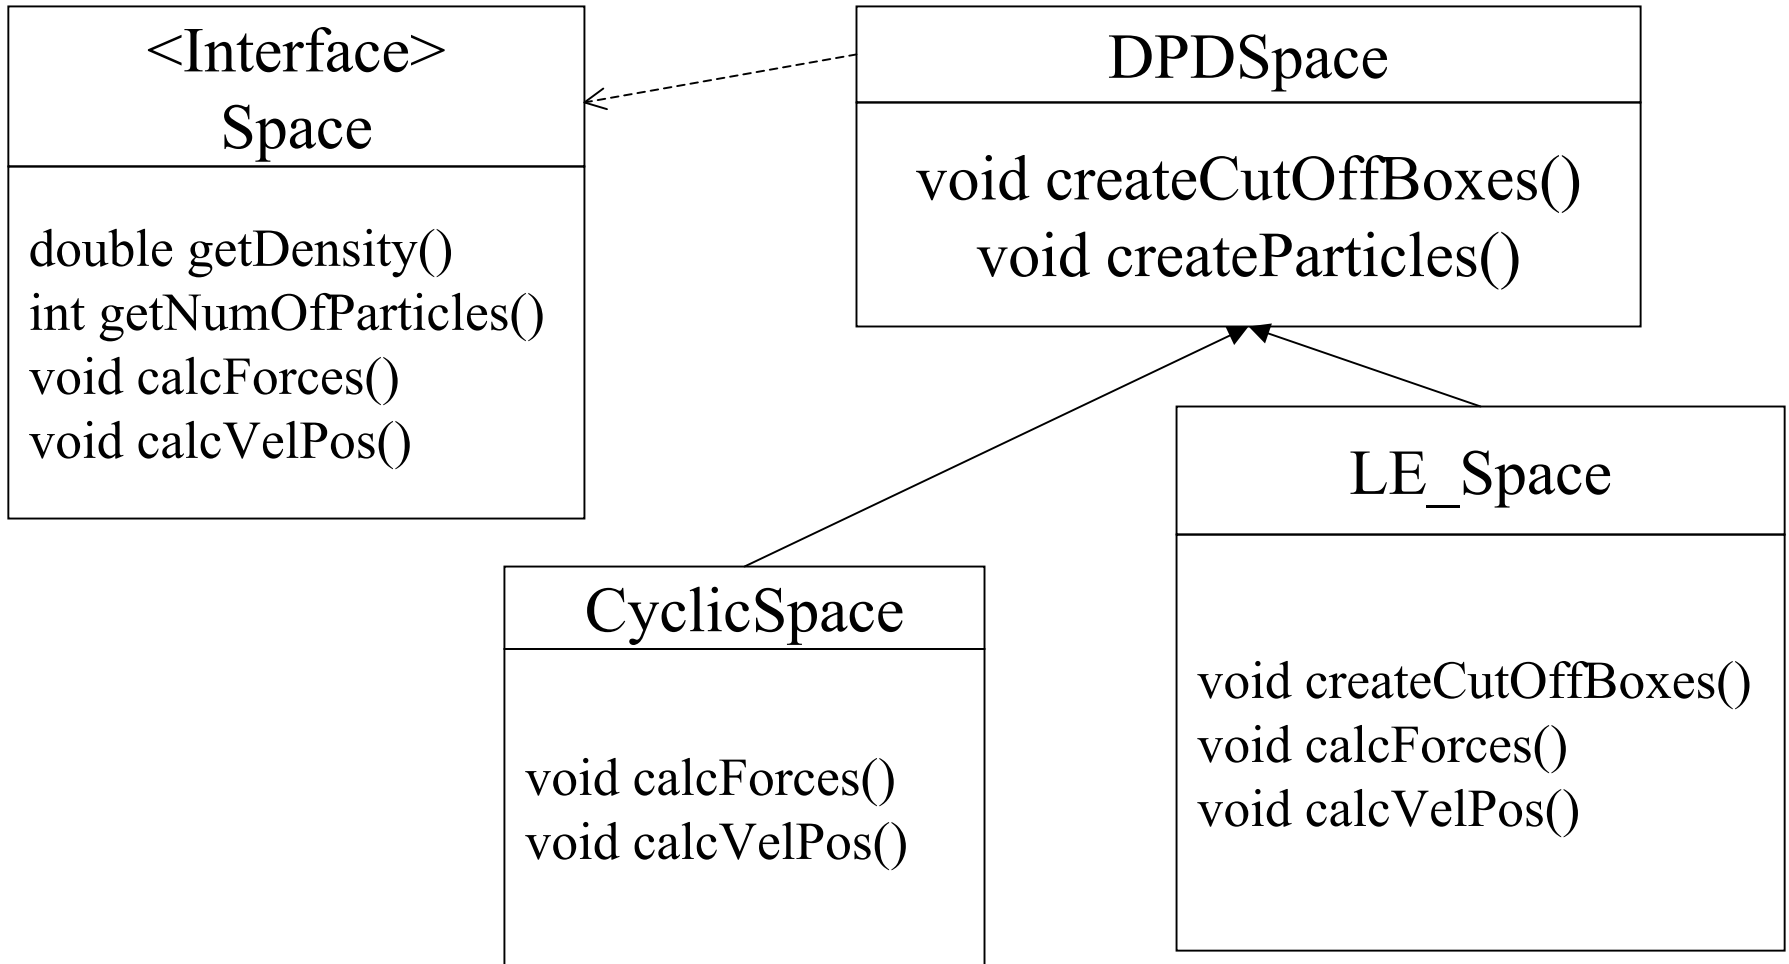 <Interface>
Space
double getDensity()
int getNumOfParticles()
void calcForces()
void calcVelPos()
DPDSpace
void createCutOffBoxes()
void createParticles()
CyclicSpace
void calcForces()
void calcVelPos()
LE_Space
void createCutOffBoxes()
void calcForces()
void calcVelPos()